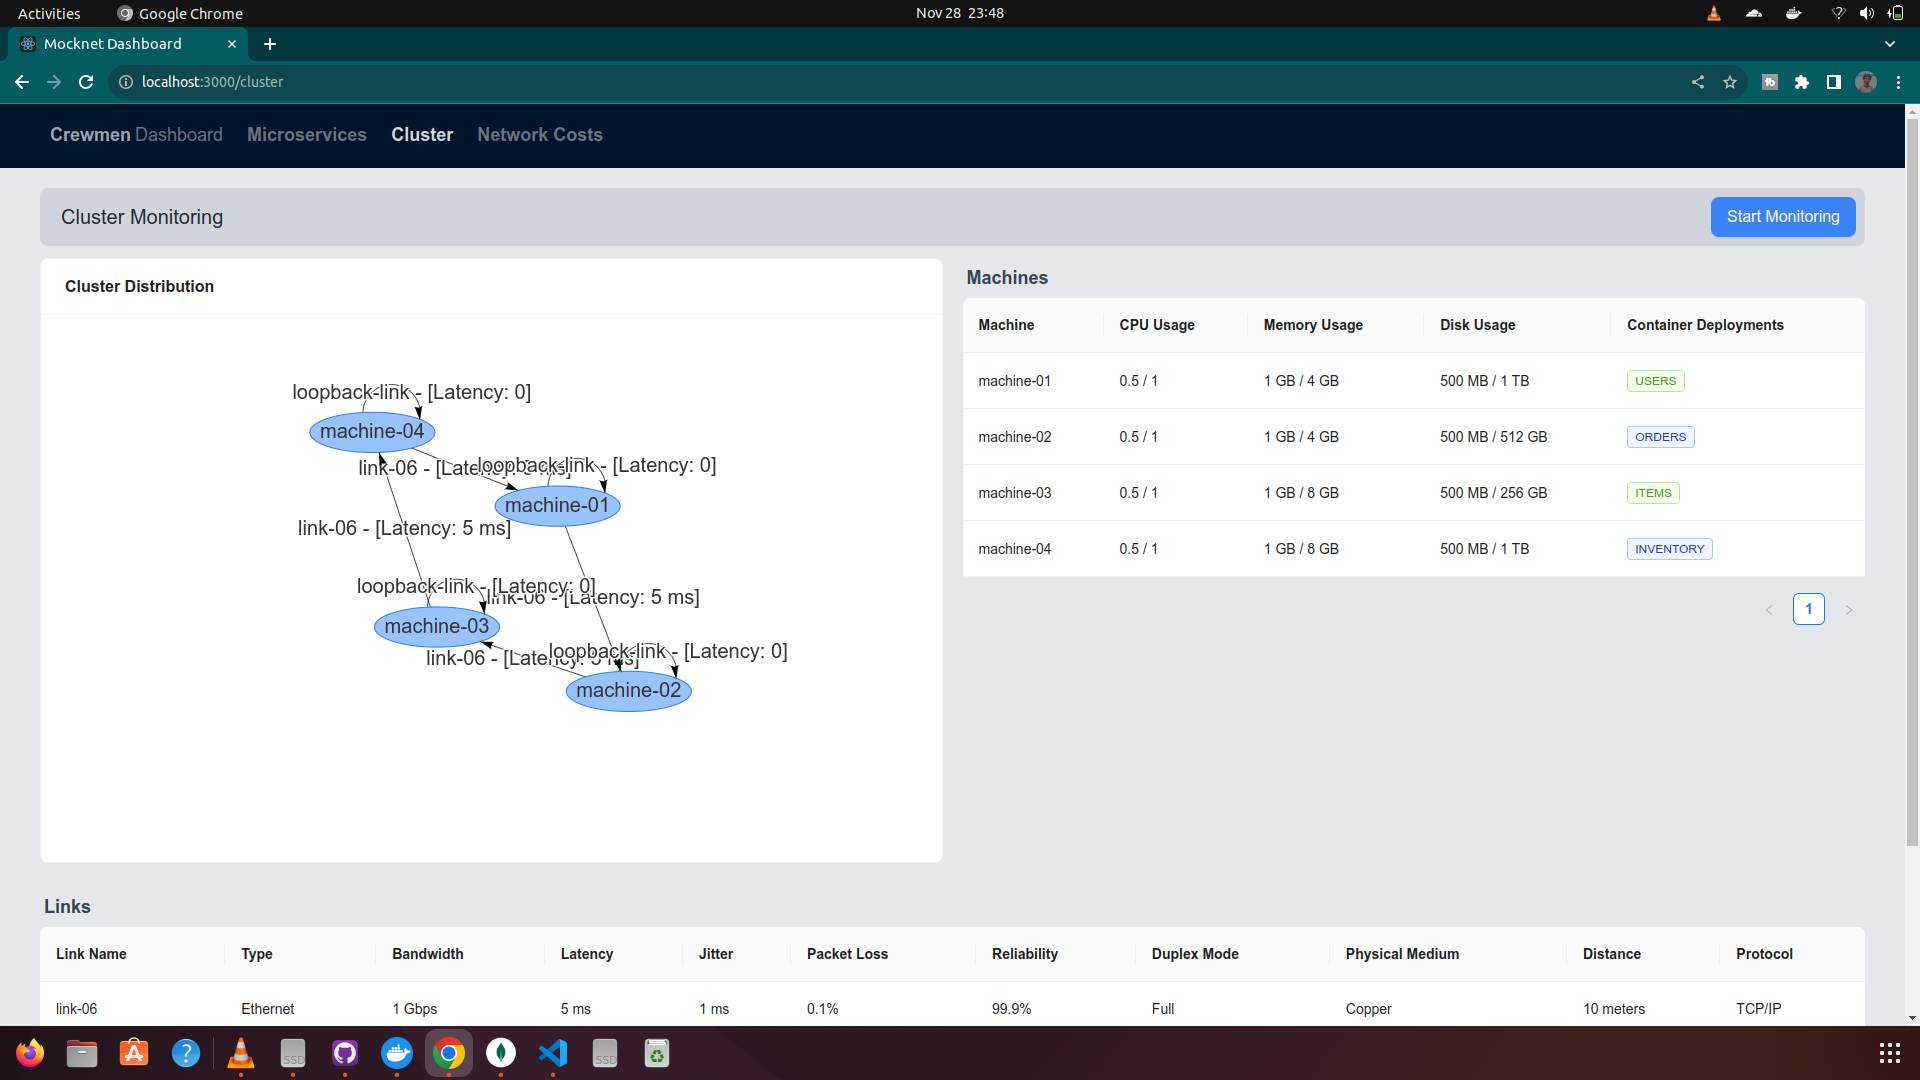 Activities
Google Chrome
Nov 28 23:48
Mocknet Dashboard
localhost:3000/cluster
Crewmen Dashboard
Microservices
Cluster
Network Costs
Cluster Monitoring
Start Monitoring
Cluster Distribution
loopback-link - [Latency: 0]
machine-04
link-06 - [Latency: 5 ms]
loopback-link - [Latency: 0]
machine-01
link-06 - [Latency: 5 ms]
loopback-link - [Latency: 0]
link-06 - [Latency: 5 ms]
machine-03
loopback-link - [Latency: 0]
link-06 - [Latency: 5 ms]
machine-02
Machines
Machine CPU Usage Memory Usage Disk Usage Container Deployments
machine-01 0.5 / 1 1 GB / 4 GB 500 MB / 1 TB USERS
machine-02 0.5 / 1 1 GB / 4 GB 500 MB / 512 GB ORDERS
machine-03 0.5 / 1 1 GB / 8 GB 500 MB / 256 GB ITEMS
machine-04 0.5 / 1 1 GB / 8 GB 500 MB / 1 TB INVENTORY
1
Links
Link Name Type Bandwidth Latency Jitter Packet Loss Reliability Duplex Mode Physical Medium Distance Protocol
link-06 Ethernet 1 Gbps 5 ms 1 ms 0.1% 99.9% Full Copper 10 meters TCP/IP
SSD
SSD